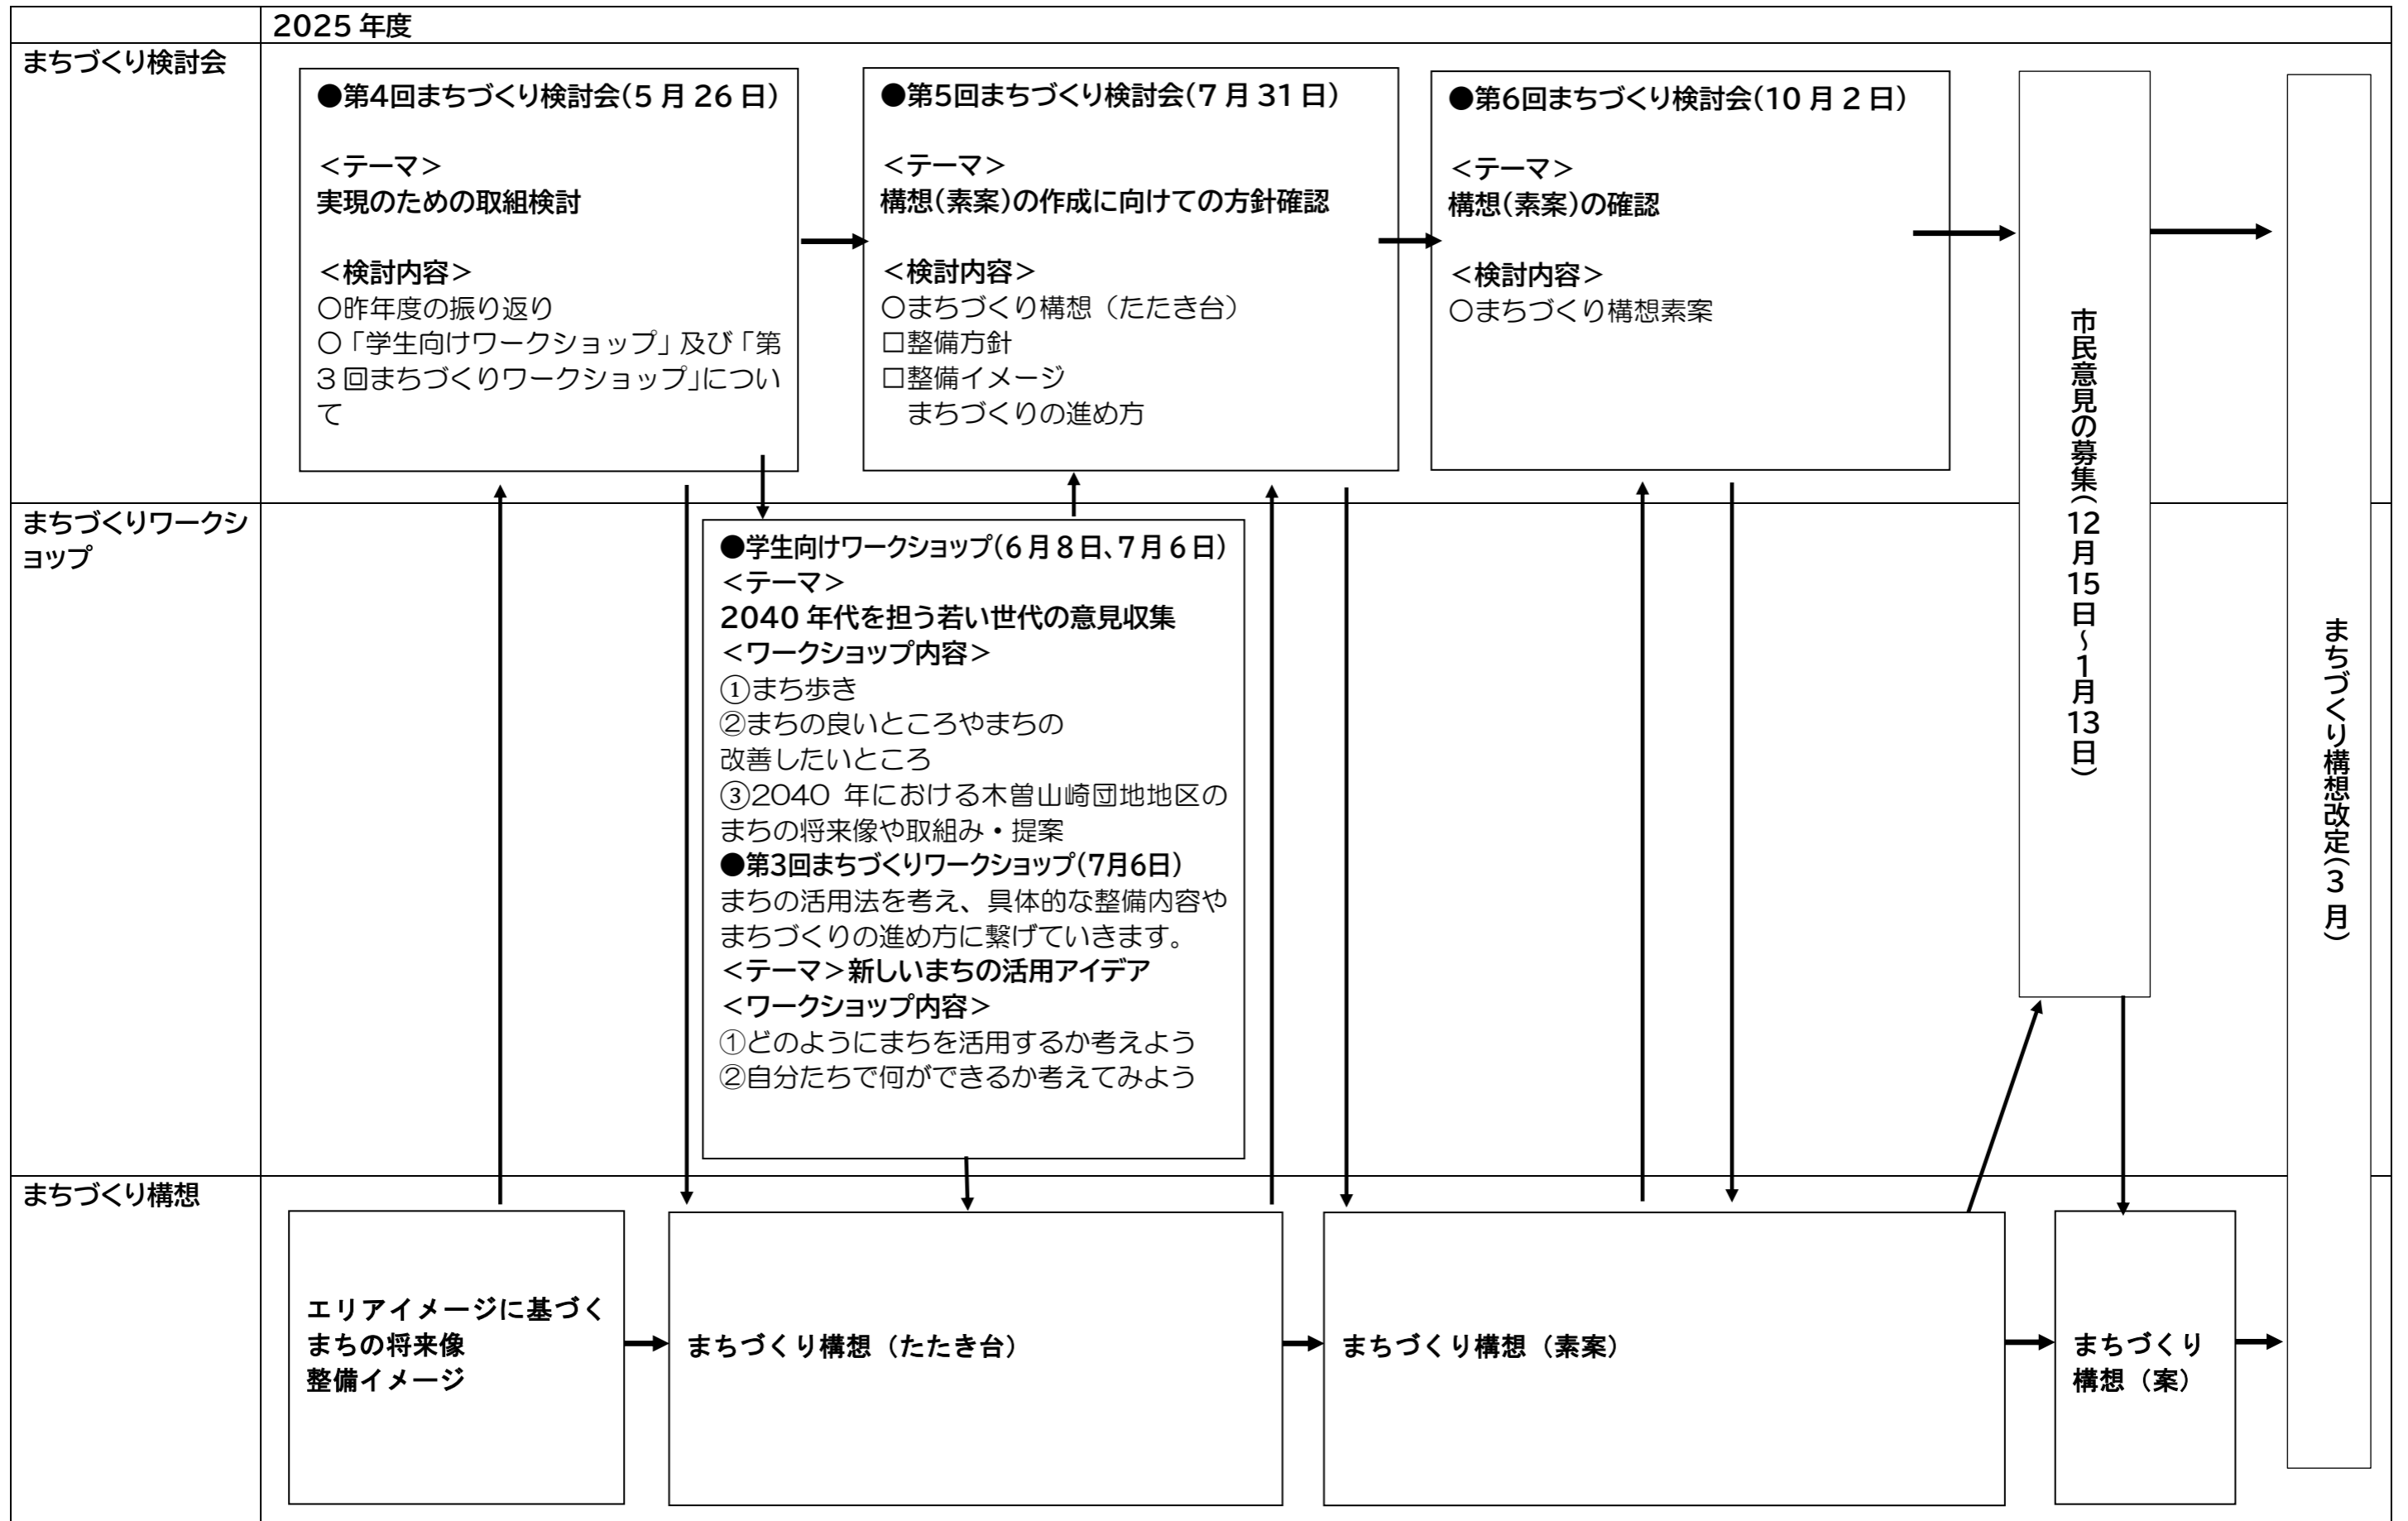 2025年度
まちづくり検討会
●第4回まちづくり検討会(5月26日)
＜テーマ＞
実現のための取組検討
＜検討内容＞
〇昨年度の振り返り
〇「学生向けワークショップ」及び「第
3回まちづくりワークショップ」につい
て
●第5回まちづくり検討会(7月31日)
＜テーマ＞
構想(素案)の作成に向けての方針確認
＜検討内容＞
〇まちづくり構想（たたき台）
□整備方針
□整備イメージ
まちづくりの進め方
●第6回まちづくり検討会(10月2日)
＜テーマ＞
構想(素案)の確認
＜検討内容＞
〇まちづくり構想素案
市民意見の募集(12月15日～1月13日)
まちづくり構想改定(3月)
まちづくりワークシ
ョップ
●学生向けワークショップ(6月8日、7月6日)
＜テーマ＞
2040年代を担う若い世代の意見収集
＜ワークショップ内容＞
①まち歩き
②まちの良いところやまちの
改善したいところ
③2040 年における木曽山崎団地地区の
まちの将来像や取組み・提案
●第3回まちづくりワークショップ(7月6日)
まちの活用法を考え、具体的な整備内容や
まちづくりの進め方に繋げていきます。
＜テーマ＞新しいまちの活用アイデア
＜ワークショップ内容＞
①どのようにまちを活用するか考えよう
②自分たちで何ができるか考えてみよう
まちづくり構想
エリアイメージに基づく
まちの将来像
整備イメージ
まちづくり構想（たたき台）
まちづくり構想（素案）
まちづくり
構想（案）